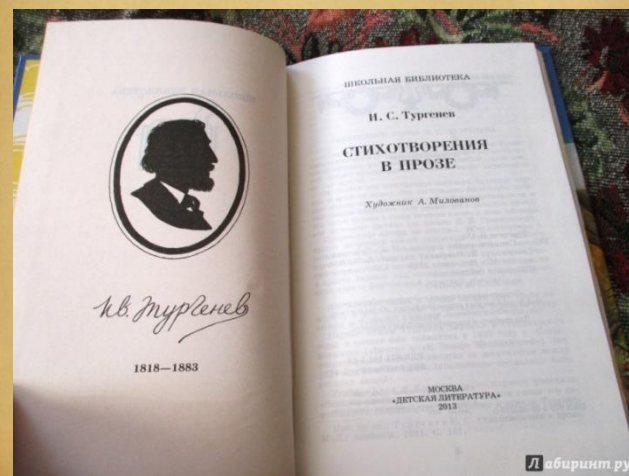 Ив. Тургенев
1818—1883
ШКОЛЬНАЯ БИБЛИОТЕКА
И. С. Тургенев
СТИХОТВОРЕНИЯ
В ПРОЗЕ
Художник А. Милованов
МОСКВА
«ДЕТСКАЯ ЛИТЕРАТУРА»
2013
Лабиринт.ру